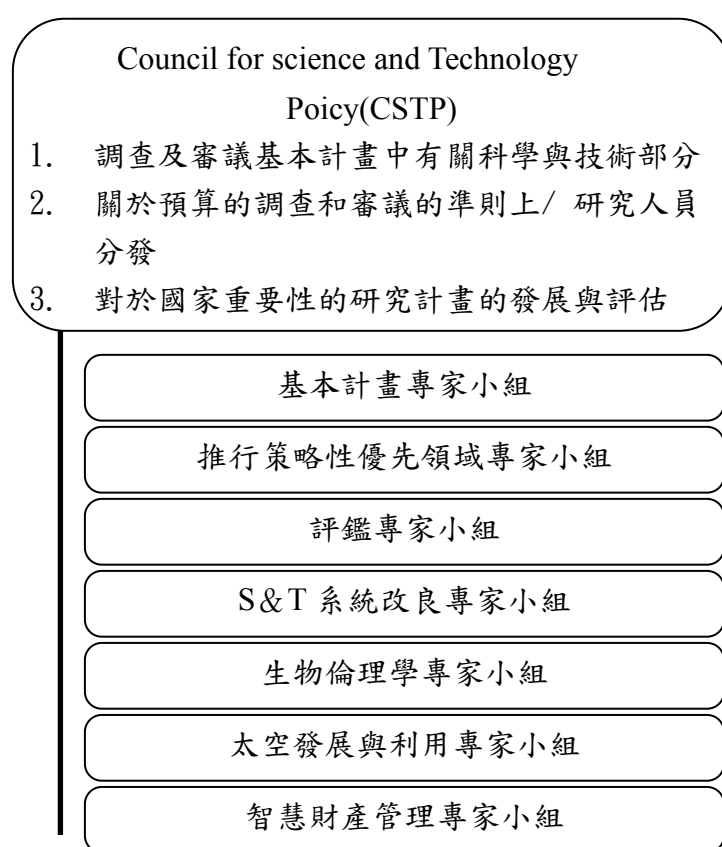 Council for science and Technology
Poicy(CSTP)
1. 調查及審議基本計畫中有關科學與技術部分
2. 關於預算的調查和審議的準則上/ 研究人員
分發
3. 對於國家重要性的研究計畫的發展與評估
基本計畫專家小組
推行策略性優先領域專家小組
評鑑專家小組
S&T 系統改良專家小組
生物倫理學專家小組
太空發展與利用專家小組
智慧財產管理專家小組